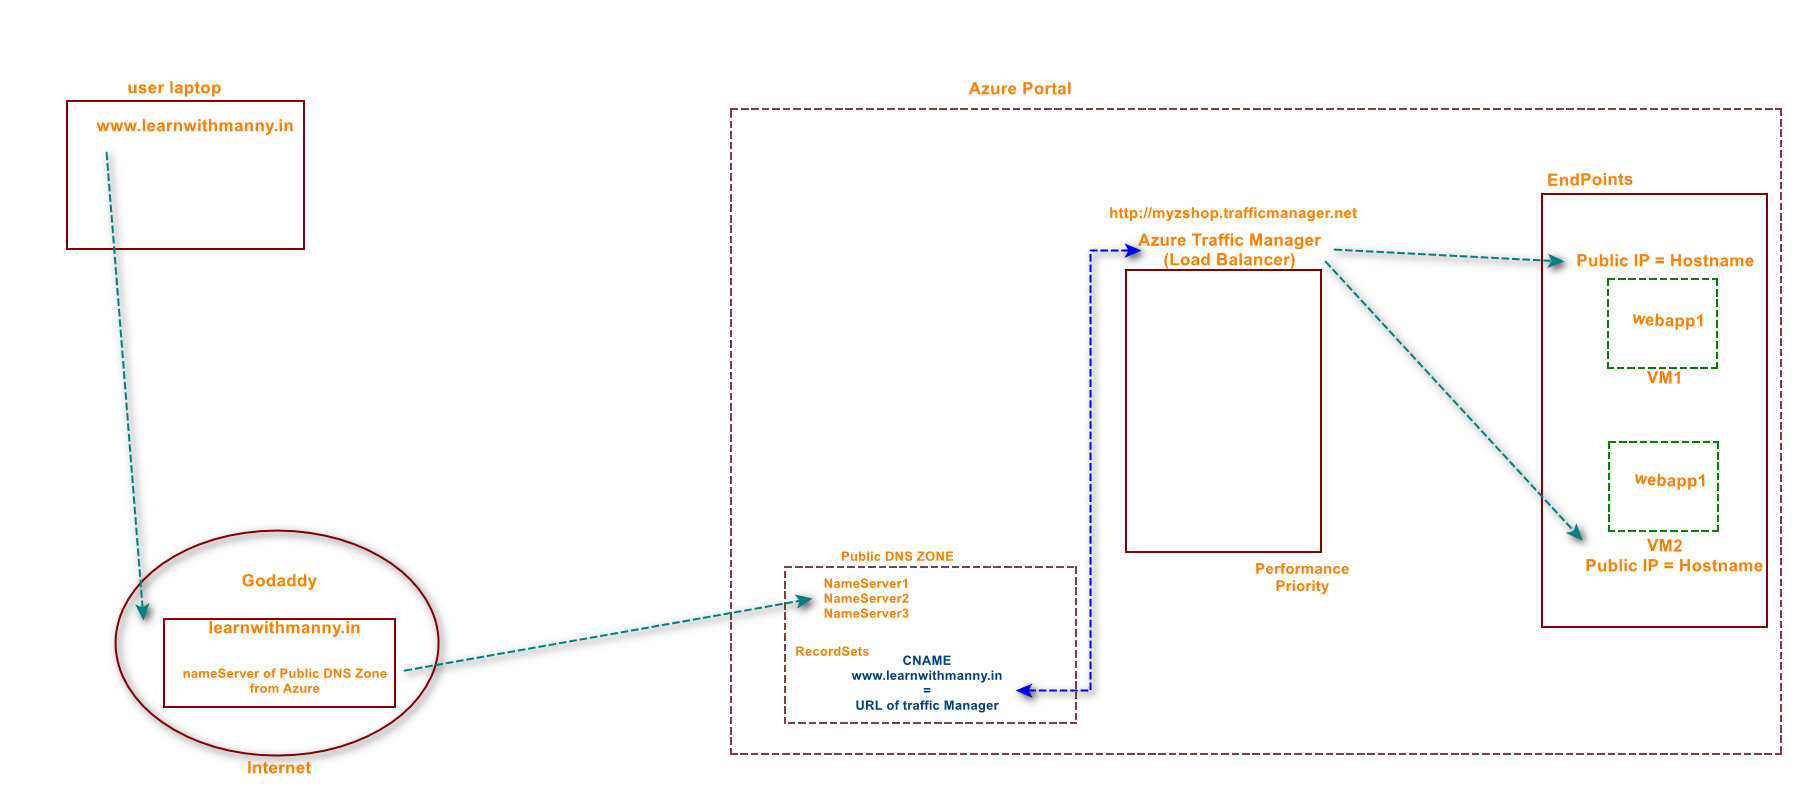 user laptop
www.learnwithmanny.in
Azure Portal
EndPoints
http://myzshop.trafficmanager.net
Azure Traffic Manager
(Load Balancer)
Public IP = Hostname
webapp1
VM1
webapp1
VM2
Public IP = Hostname
Performance
Priority
Public DNS ZONE
NameServer1
NameServer2
NameServer3
RecordSets
CNAME
www.learnwithmanny.in
=
URL of traffic Manager
Godaddy
learnwithmanny.in
nameServer of Public DNS Zone
from Azure
Internet